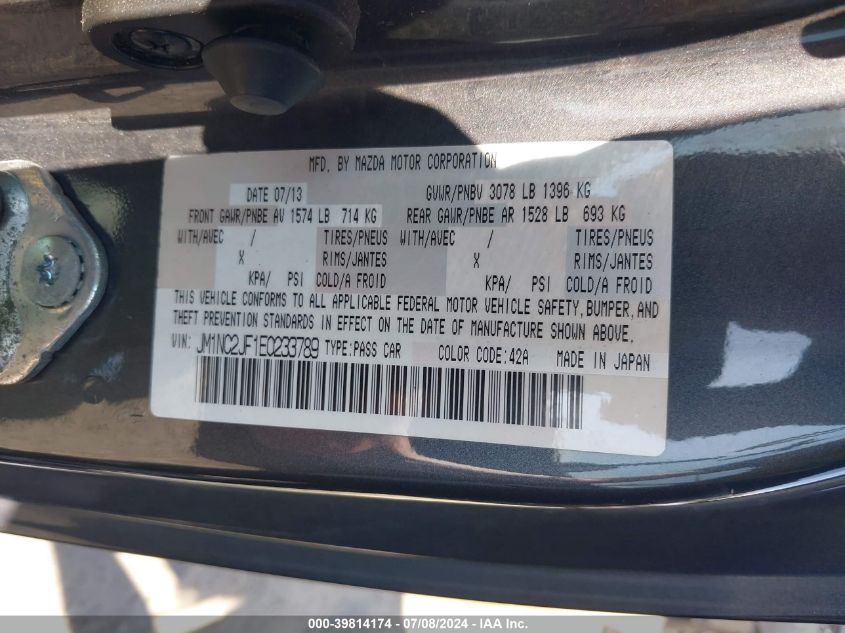 MFD. BY MAZDA MOTOR CORPORATION
DATE 07/13 GVWR/PNBV 3078 LB 1396 KG
FRONT GAWR/PNBE AV 1574 LB 714 KG REAR GAWR/PNBE AR 1528 LB 693 KG
WITH/AVEC / TIRES/PNEUS WITH/AVEC / TIRES/PNEUS
X RIMS/JANTES X RIMS/JANTES
KPA/ PSI COLD/A FROID KPA/ PSI COLD/A FROID
THIS VEHICLE CONFORMS TO ALL APPLICABLE FEDERAL MOTOR VEHICLE SAFETY, BUMPER, AND
THEFT PREVENTION STANDARDS IN EFFECT ON THE DATE OF MANUFACTURE SHOWN ABOVE.
VIN: JM1NC2JF1E0233789 TYPE:PASS CAR COLOR CODE:42A MADE IN JAPAN
000-39814174 - 07/08/2024 - IAA Inc.